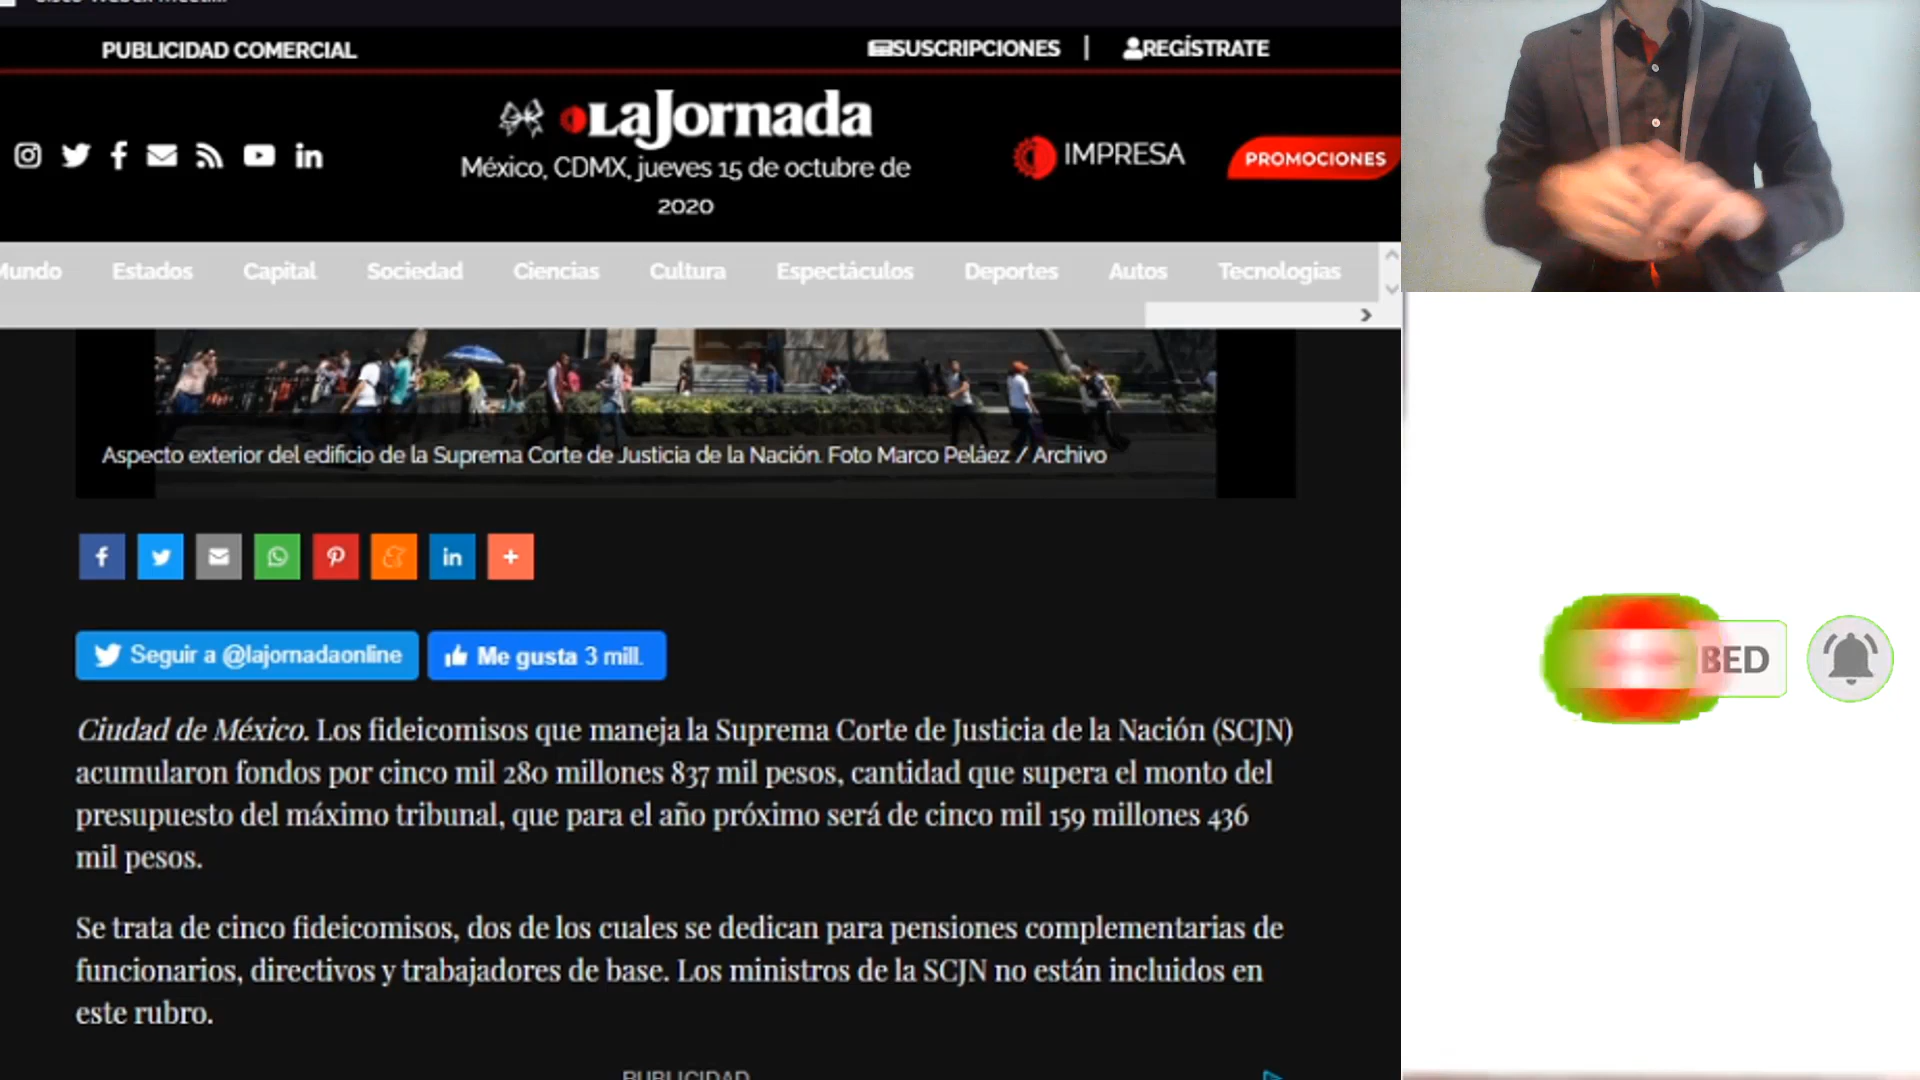 PUBLICIDAD COMERCIAL
SUSCRIPCIONES | REGÍSTRATE
LaJornada
México, CDMX, jueves 15 de octubre de
2020
IMPRESA
PROMOCIONES
Mundo Estados Capital Sociedad Ciencias Cultura Espectáculos Deportes Autos Tecnologías
Aspecto exterior del edificio de la Suprema Corte de Justicia de la Nación. Foto Marco Peláez / Archivo
Seguir a @lajornadaonline
Me gusta 3 mill.
BED
Ciudad de México. Los fideicomisos que maneja la Suprema Corte de Justicia de la Nación (SCJN)
acumularon fondos por cinco mil 280 millones 837 mil pesos, cantidad que supera el monto del
presupuesto del máximo tribunal, que para el año próximo será de cinco mil 159 millones 436
mil pesos.
Se trata de cinco fideicomisos, dos de los cuales se dedican para pensiones complementarias de
funcionarios, directivos y trabajadores de base. Los ministros de la SCJN no están incluidos en
este rubro.
PUBLICIDAD